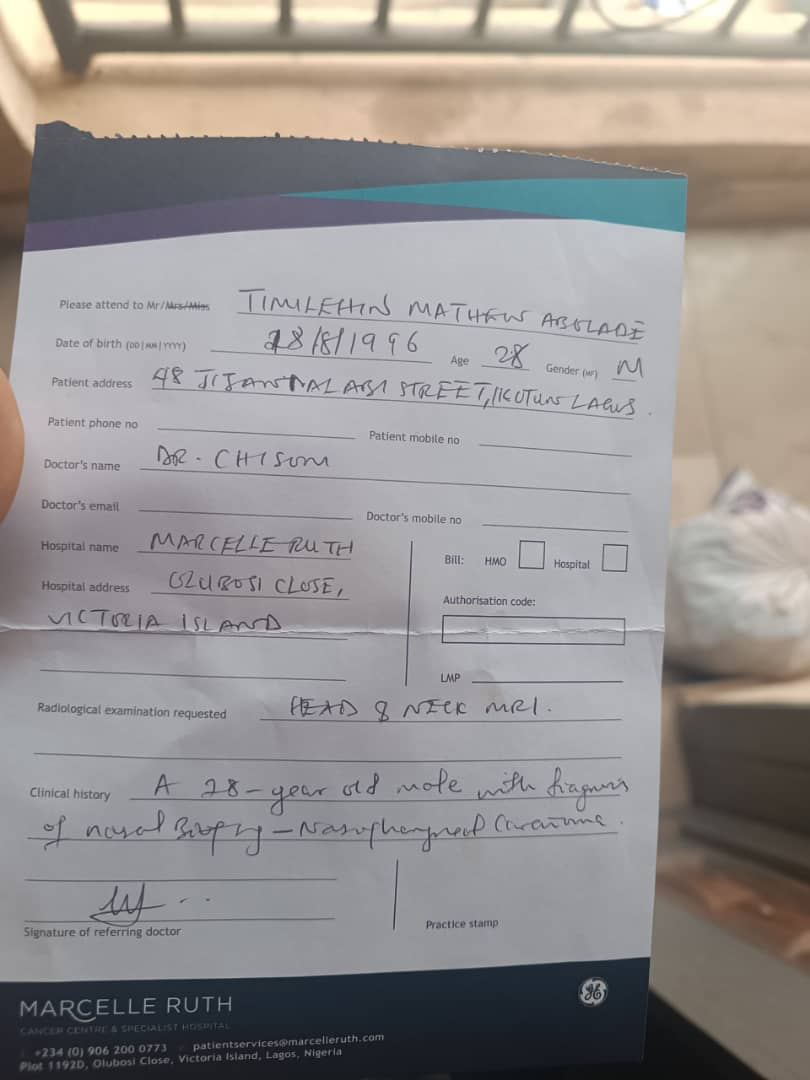 Please attend to Mr/Mrs/Miss TIMILEHIN MATHEW ABOLADE
Date of birth (DD|MM|YYYY) 28/8/1996 Age 28 Gender (M/F) M
Patient address 48 STREET, LAGOS.
Patient phone no Patient mobile no
Doctor's name DR. CHISOM
Doctor's email Doctor's mobile no
Hospital name MARCELLE RUTH
Bill: HMO Hospital
Hospital address OLUBOSI CLOSE,
VICTORIA ISLAND
Authorisation code:
LMP
Radiological examination requested HEAD & NECK MRI.
Clinical history A 28-year old male with diagnosis
of nasal Biopsy - Nasopharyngeal Carcinoma.
Signature of referring doctor
Practice stamp
MARCELLE RUTH
CANCER CENTRE & SPECIALIST HOSPITAL
+234 (0) 906 200 0773 patientservices@marcelleruth.com
Plot 1192D, Olubosi Close, Victoria Island, Lagos, Nigeria
GE